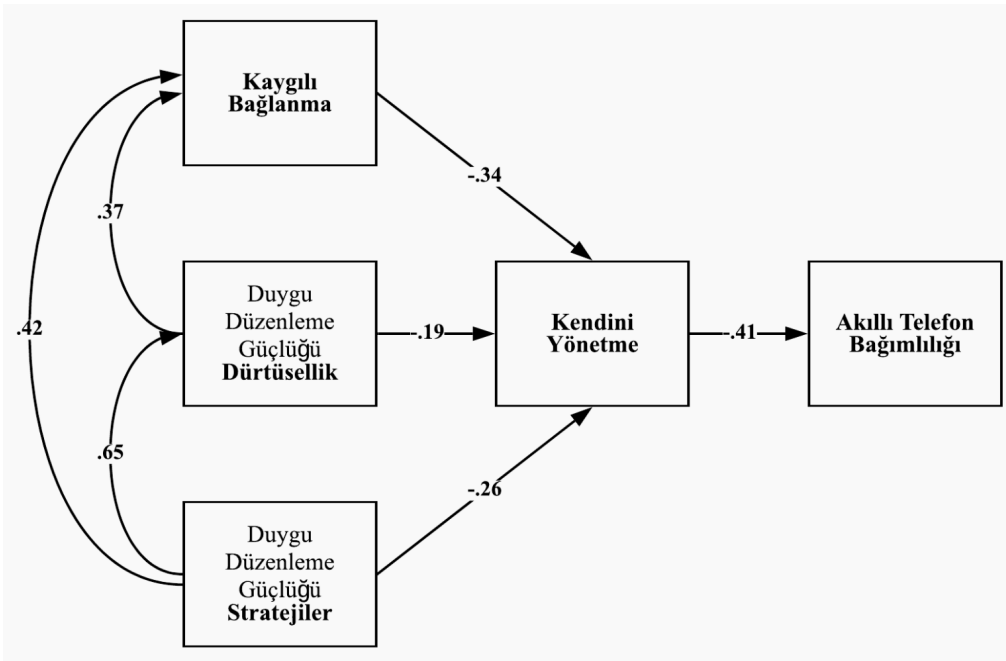 Kaygılı
Bağlanma
-.34
.37
Duygu
Düzenleme
Güçlüğü
Dürtüsellik
-.19
Kendini
Yönetme
-.41
Akıllı Telefon
Bağımlılığı
.42
.65
-.26
Duygu
Düzenleme
Güçlüğü
Stratejiler